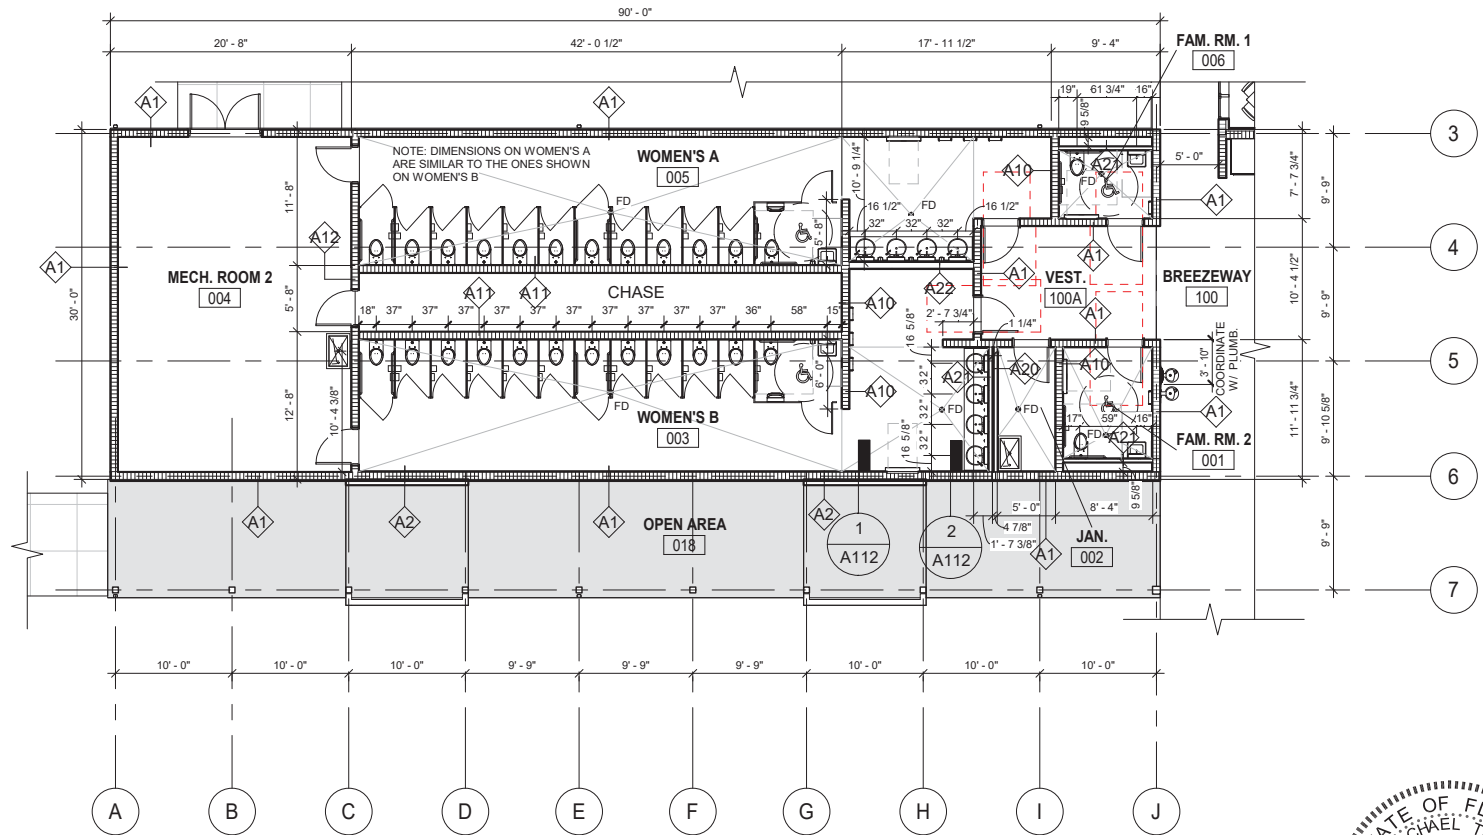 90' - 0"
20' - 8"
42' - 0 1/2"
17' - 11 1/2"
9' - 4"
FAM. RM. 1
006
19"
61 3/4"
16"
9 5/8"
A1
A1
3
NOTE: DIMENSIONS ON WOMEN'S A
ARE SIMILAR TO THE ONES SHOWN
ON WOMEN'S B
WOMEN'S A
005
10' - 9 1/4"
A10
A21
FD
5' - 0"
7' - 7 3/4"
9' - 9"
11' - 8"
FD
FD
16 1/2"
16 1/2"
32"
32"
32"
A1
A12
5' - 8"
4
A1
MECH. ROOM 2
004
30' - 0"
5' - 8"
A11
A11
CHASE
A10
A22
A1
VEST.
100A
A1
BREEZEWAY
100
10' - 4 1/2"
9' - 9"
18"
37"
37"
37"
37"
37"
37"
37"
37"
37"
36"
58"
15"
2' - 7 3/4"
1 1/4"
A1
16 5/8"
3' - 10"
COORDINATE
W/ PLUMB.
5
12' - 8"
10' - 4 3/8"
6' - 0"
A10
A21
A20
A10
32"
32"
32"
16 5/8"
FD
FD
FD
WOMEN'S B
003
17"
59"
16"
FD
A21
A1
FAM. RM. 2
001
11' - 11 3/4"
9' - 10 5/8"
6
9 5/8"
A1
A2
A1
A2
OPEN AREA
018
1
A112
2
A112
5' - 0"
8' - 4"
4 7/8"
1' - 7 3/8"
A1
JAN.
002
9' - 9"
7
10' - 0"
10' - 0"
10' - 0"
9' - 9"
9' - 9"
9' - 9"
10' - 0"
10' - 0"
10' - 0"
A
B
C
D
E
F
G
H
I
J
OF